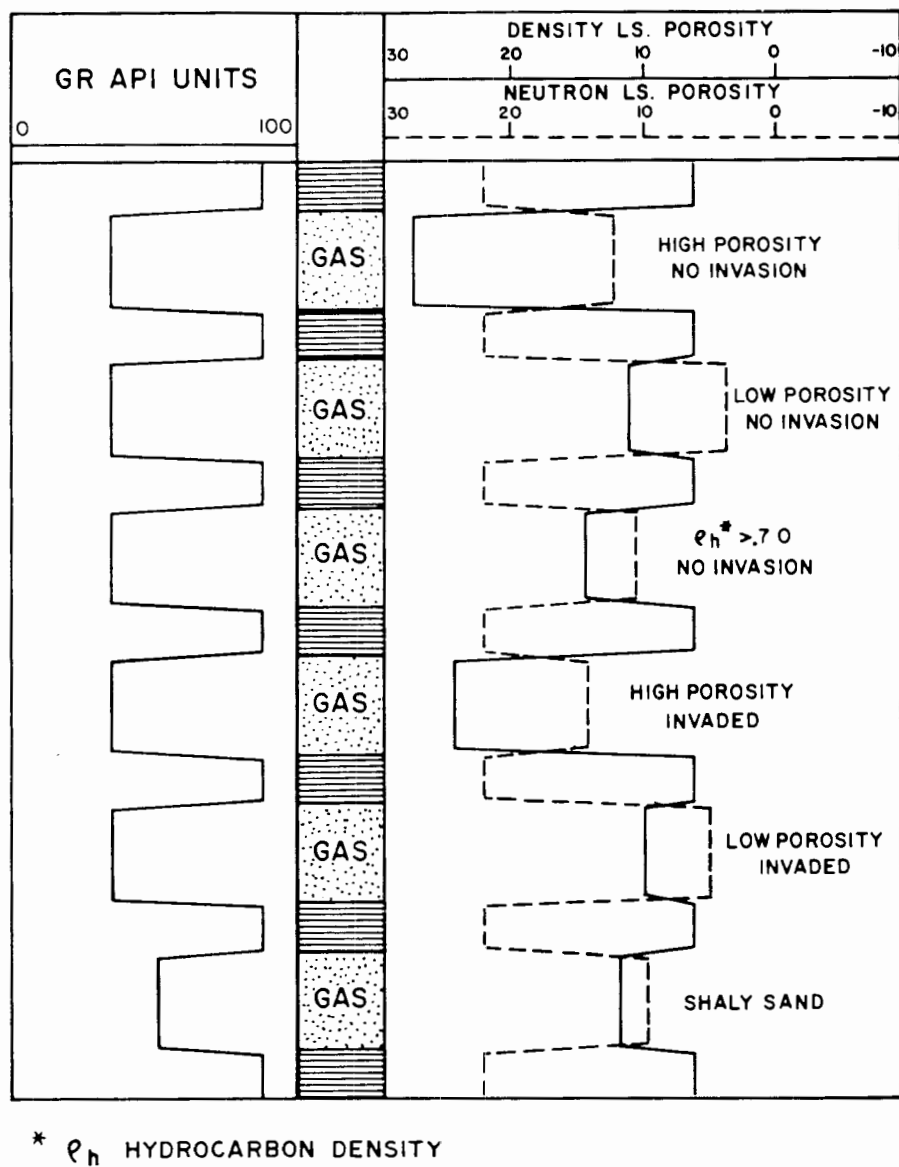 DENSITY LS. POROSITY
30 20 10 0 -10
GR API UNITS
NEUTRON LS. POROSITY
30 20 10 0 -10
0 100
GAS
HIGH POROSITY
NO INVASION
GAS
LOW POROSITY
NO INVASION
GAS
ρh* >.70
NO INVASION
GAS
HIGH POROSITY
INVADED
GAS
LOW POROSITY
INVADED
GAS
SHALY SAND
* ρh HYDROCARBON DENSITY